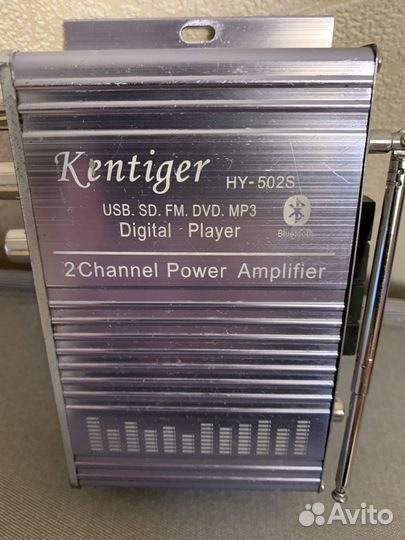 Kentiger HY-502S
USB. SD. FM. DVD. MP3
Digital Player
Bluetooth
2Channel Power Amplifier
Avito